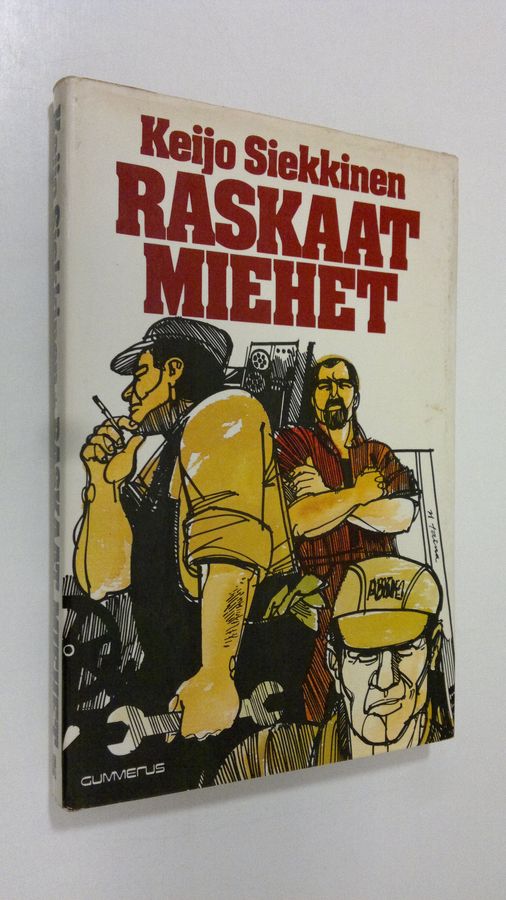 Keijo Siekkinen
RASKAAT
MIEHET
GUMMERUS